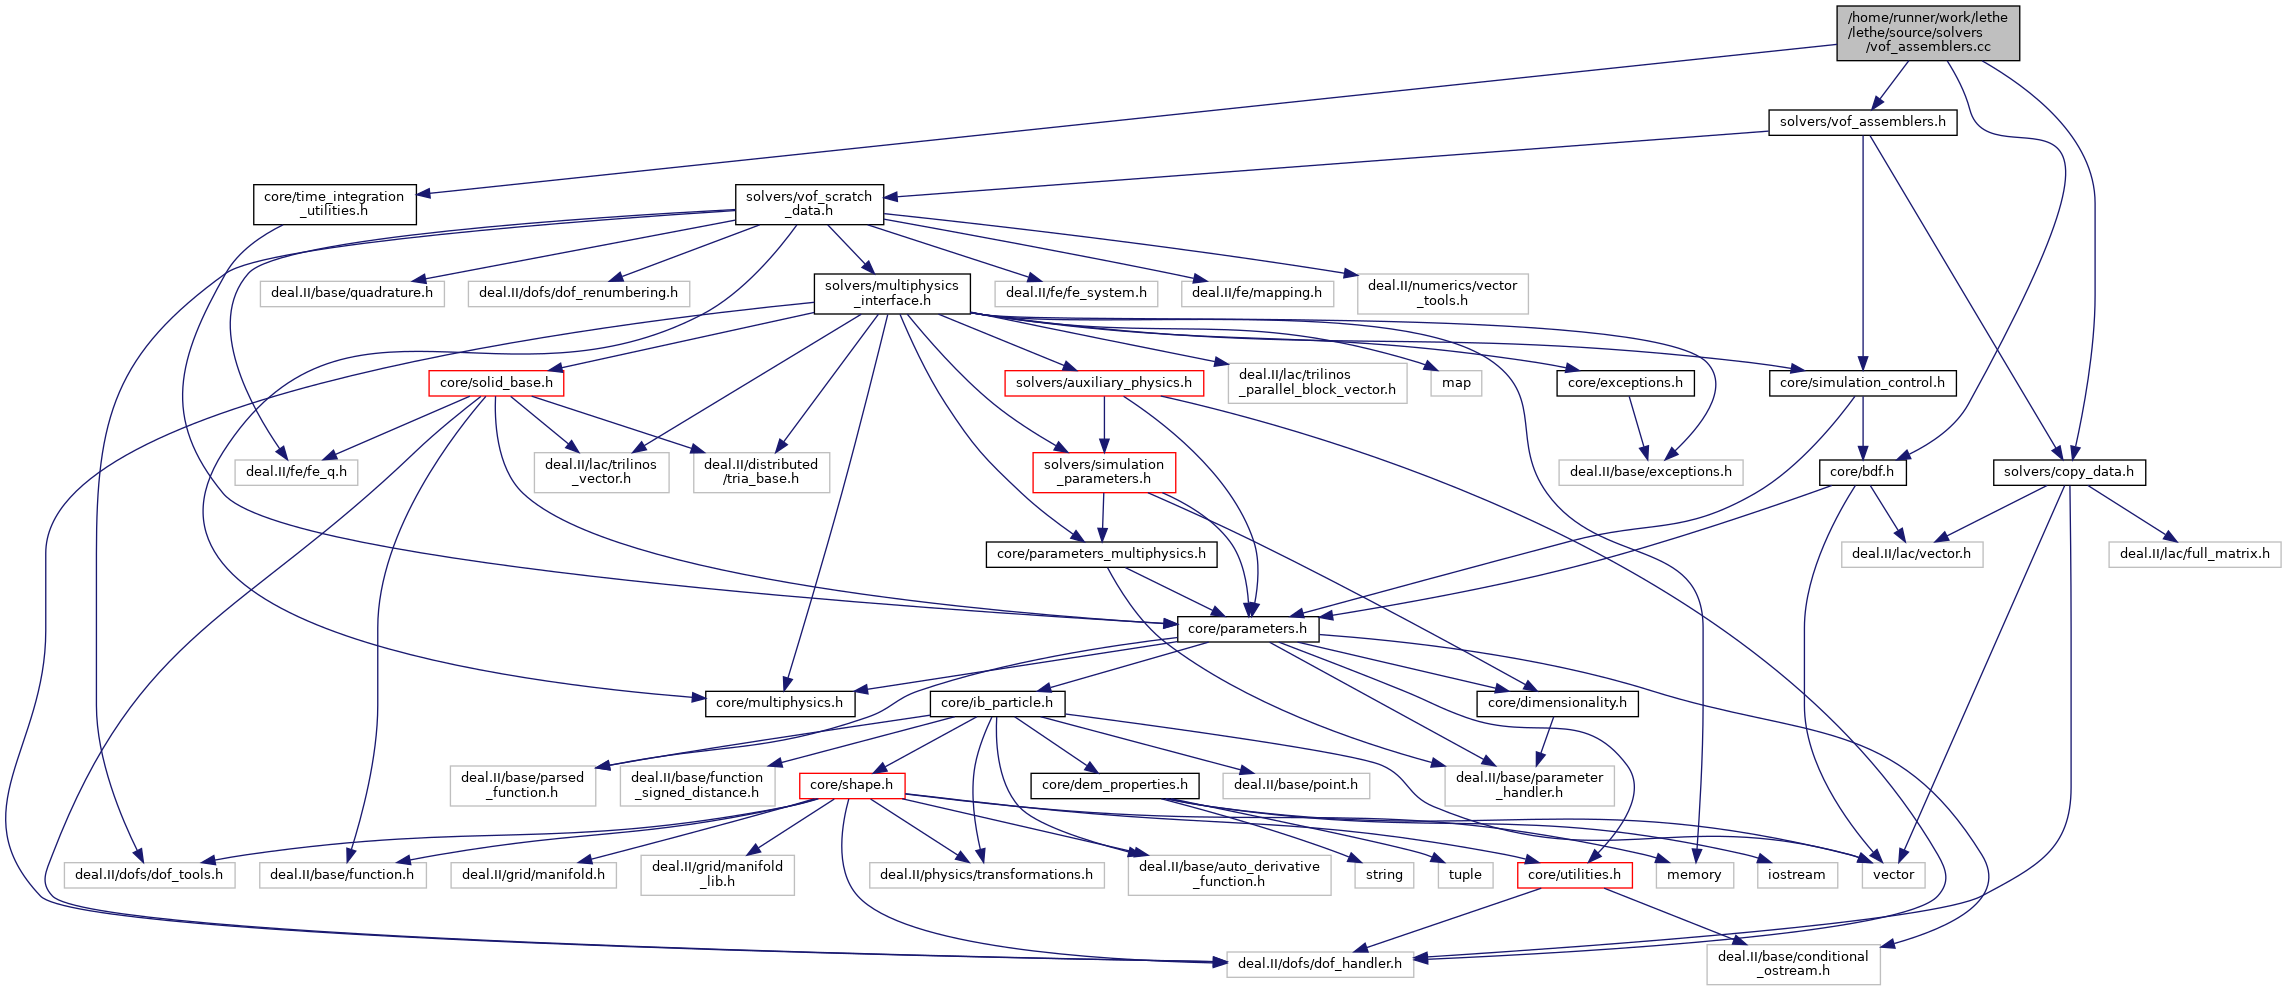 /home/runner/work/lethe
/lethe/source/solvers
/vof_assemblers.cc
solvers/vof_assemblers.h
core/time_integration
_utilities.h
solvers/vof_scratch
_data.h
deal.II/base/quadrature.h
deal.II/dofs/dof_renumbering.h
solvers/multiphysics
_interface.h
deal.II/fe/fe_system.h
deal.II/fe/mapping.h
deal.II/numerics/vector
_tools.h
core/solid_base.h
solvers/auxiliary_physics.h
deal.II/lac/trilinos
_parallel_block_vector.h
map
core/exceptions.h
core/simulation_control.h
deal.II/fe/fe_q.h
deal.II/lac/trilinos
_vector.h
deal.II/distributed
/tria_base.h
solvers/simulation
_parameters.h
deal.II/base/exceptions.h
core/bdf.h
solvers/copy_data.h
core/parameters_multiphysics.h
deal.II/lac/vector.h
deal.II/lac/full_matrix.h
core/parameters.h
core/multiphysics.h
core/ib_particle.h
core/dimensionality.h
deal.II/base/parsed
_function.h
deal.II/base/function
_signed_distance.h
core/shape.h
core/dem_properties.h
deal.II/base/point.h
deal.II/base/parameter
_handler.h
deal.II/dofs/dof_tools.h
deal.II/base/function.h
deal.II/grid/manifold.h
deal.II/grid/manifold
_lib.h
deal.II/physics/transformations.h
deal.II/base/auto_derivative
_function.h
string
tuple
core/utilities.h
memory
iostream
vector
deal.II/dofs/dof_handler.h
deal.II/base/conditional
_ostream.h